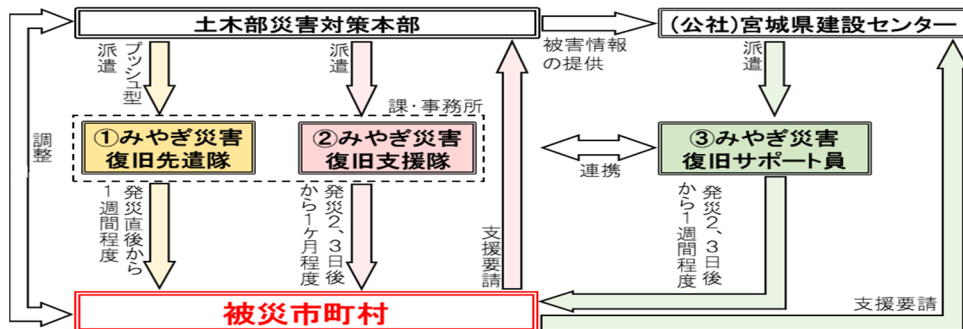 土木部災害対策本部
(公社)宮城県建設センター
派遣
プッシュ型
派遣
被害情報
の提供
派遣
課・事務所
調整
①みやぎ災害
復旧先遣隊
②みやぎ災害
復旧支援隊
連携
③みやぎ災害
復旧サポート員
発災直後から
1週間程度
発災2、3日後
から1ヶ月程度
支援要請
発災2、3日後
から1週間程度
被災市町村
支援要請